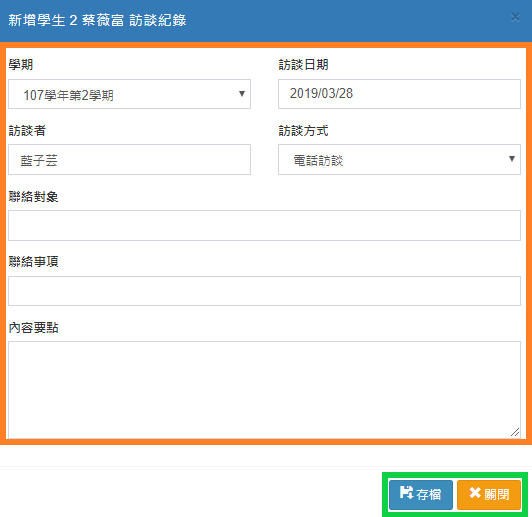 新增學生 2 蔡薇富 訪談紀錄
×
學期
訪談日期
107學年第2學期
2019/03/28
訪談者
訪談方式
藍子芸
電話訪談
聯絡對象
聯絡事項
內容要點
存檔
關閉